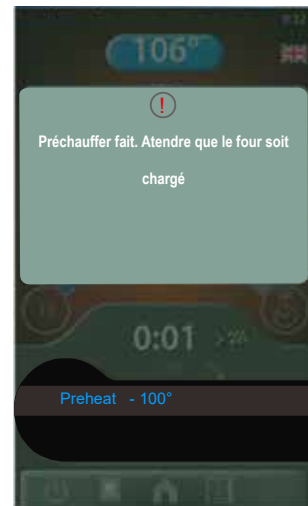 106°
!
Préchauffer fait. Atendre que le four soit
chargé
0:01
Preheat - 100°